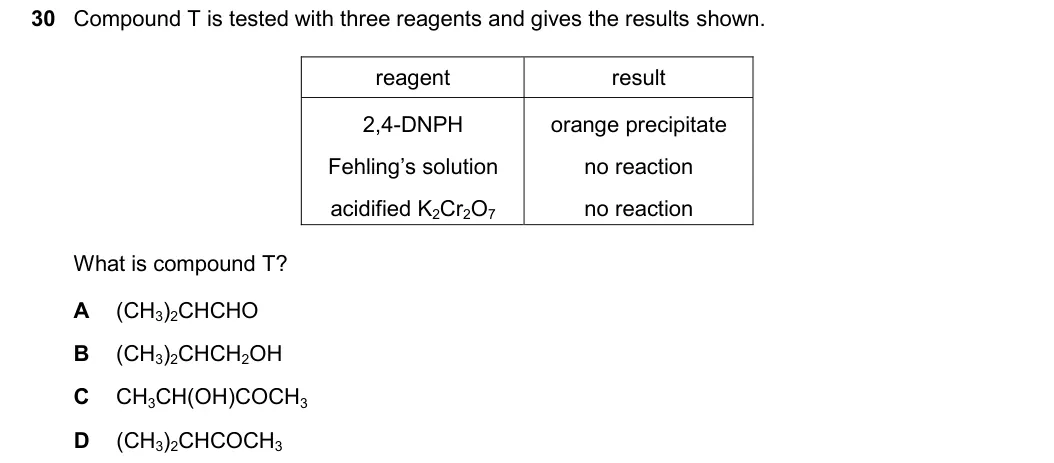 30 Compound T is tested with three reagents and gives the results shown.
reagent result
2,4-DNPH orange precipitate
Fehling’s solution no reaction
acidified K₂Cr₂O₇ no reaction
What is compound T?
A (CH₃)₂CHCHO
B (CH₃)₂CHCH₂OH
C CH₃CH(OH)COCH₃
D (CH₃)₂CHCOCH₃